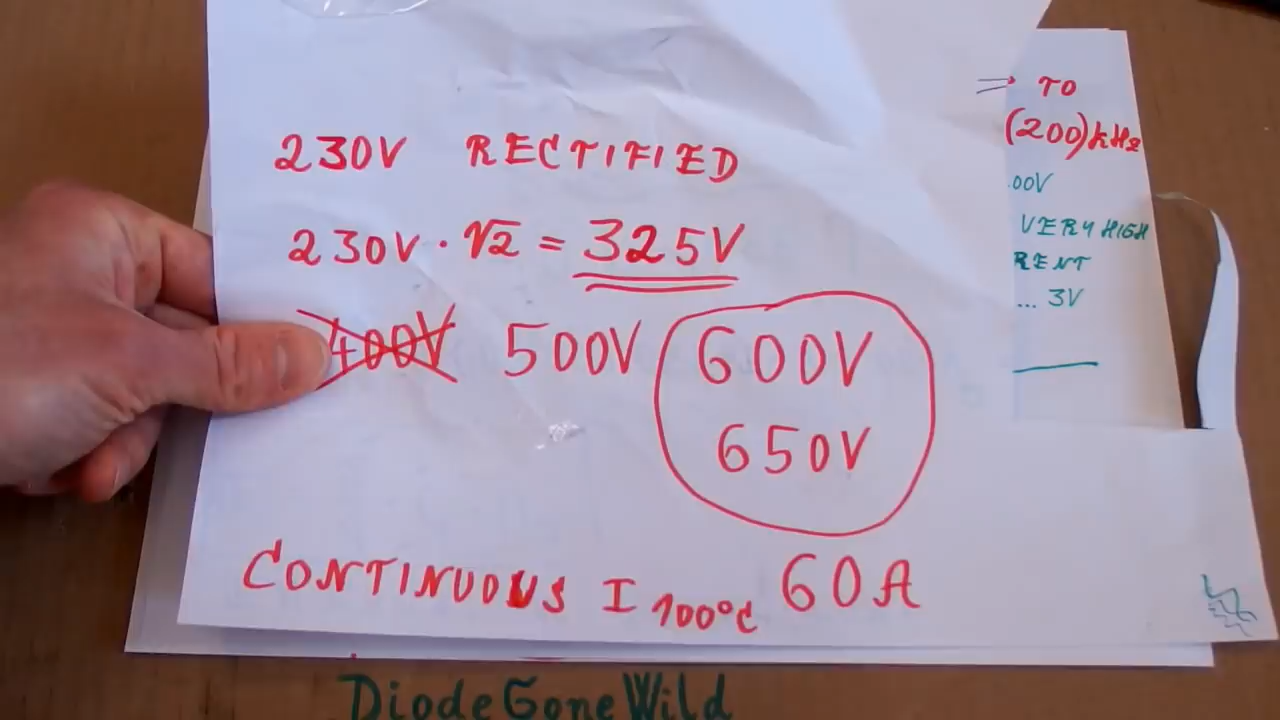 230V RECTIFIED
230V · √2 = 325V
400V 500V 600V
650V
CONTINUOUS I 100°C 60A
⇒ TO
(200)kHz
00V
VERY HIGH
RENT
... 3V
DiodeGoneWild